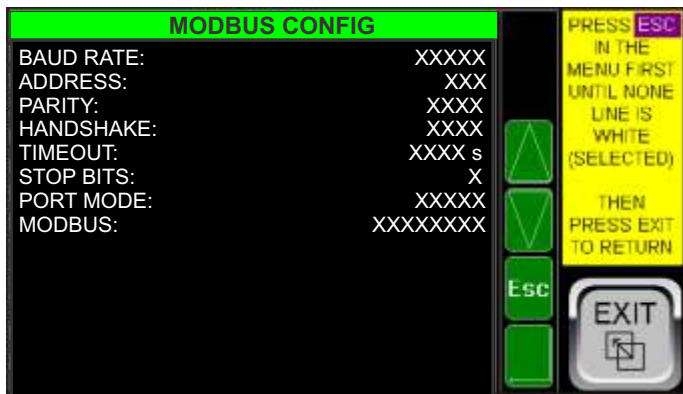 MODBUS CONFIG
BAUD RATE: XXXXX
ADDRESS: XXX
PARITY: XXXX
HANDSHAKE: XXXX
TIMEOUT: XXXX s
STOP BITS: X
PORT MODE: XXXXX
MODBUS: XXXXXXXX
Esc
PRESS ESC
IN THE
MENU FIRST
UNTIL NONE
LINE IS
WHITE
(SELECTED)
THEN
PRESS EXIT
TO RETURN
EXIT